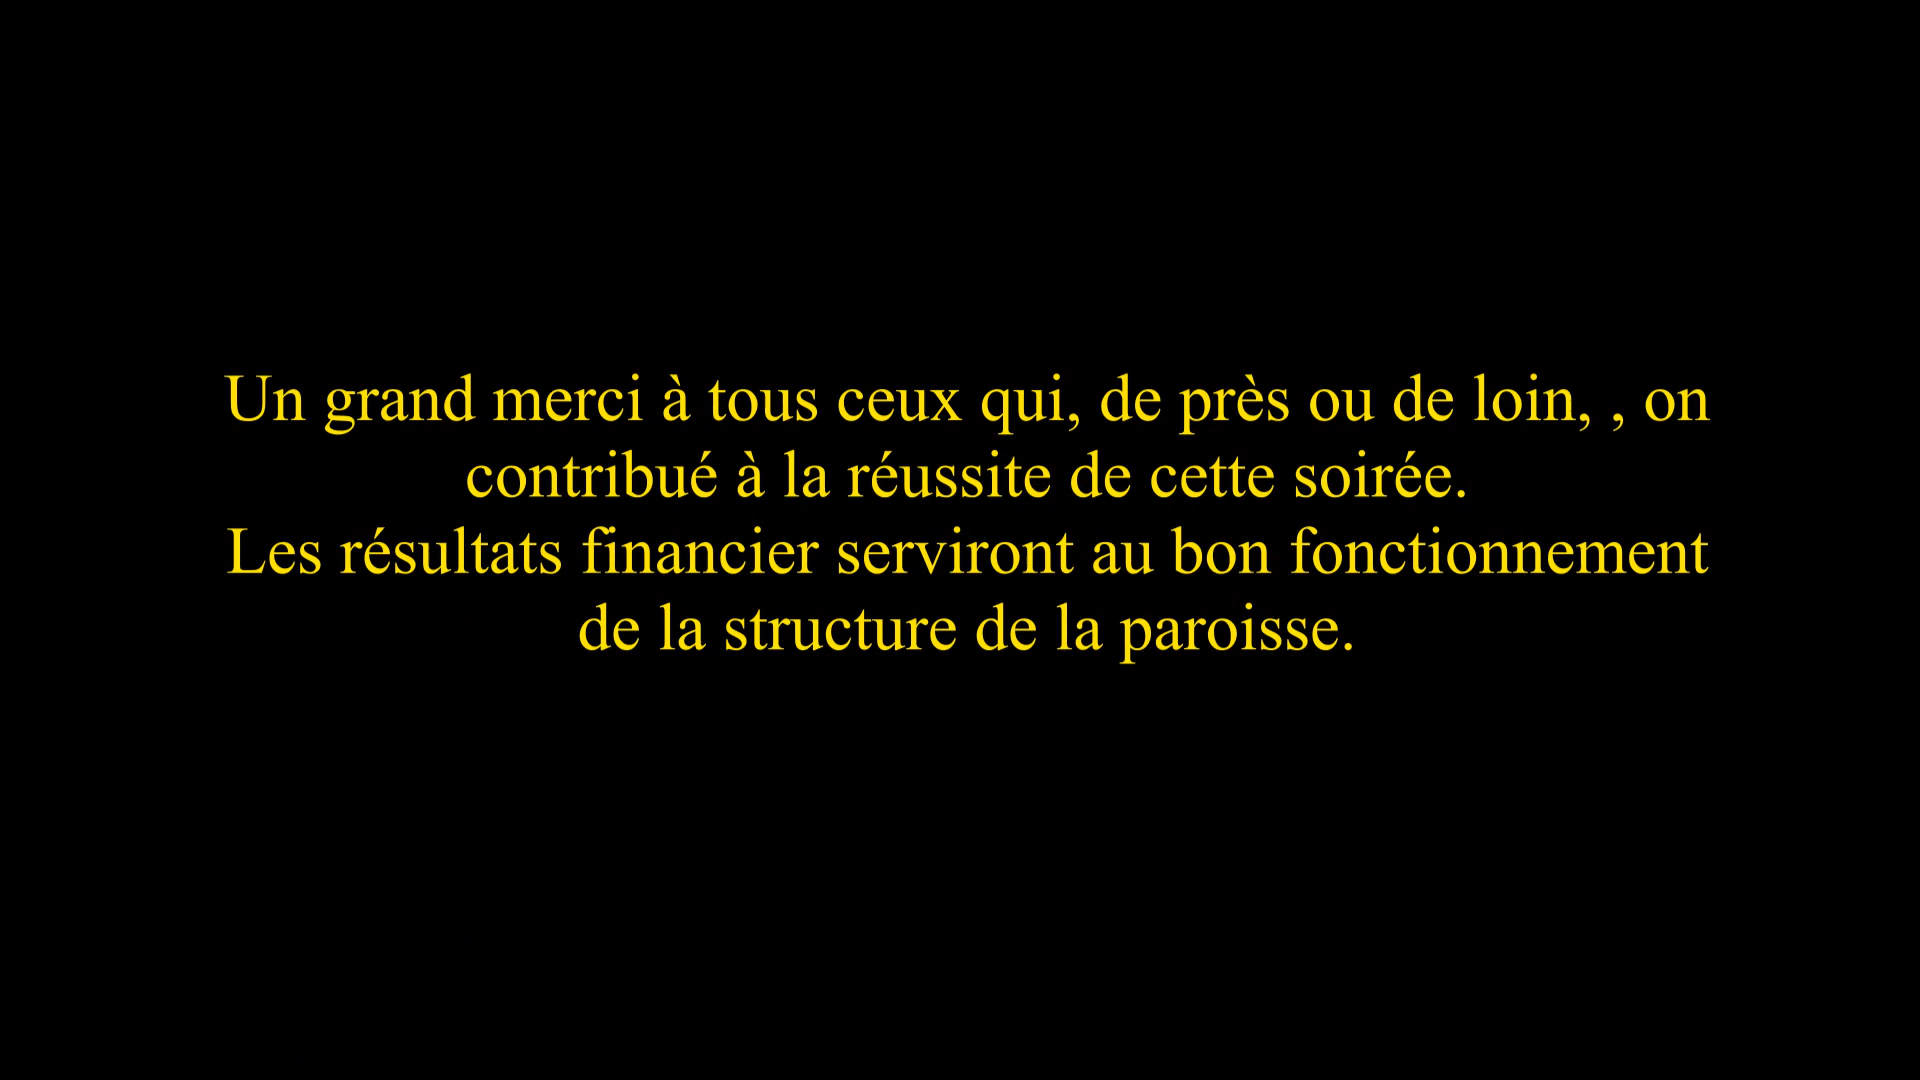 Un grand merci à tous ceux qui, de près ou de loin, , on
contribué à la réussite de cette soirée.
Les résultats financier serviront au bon fonctionnement
de la structure de la paroisse.